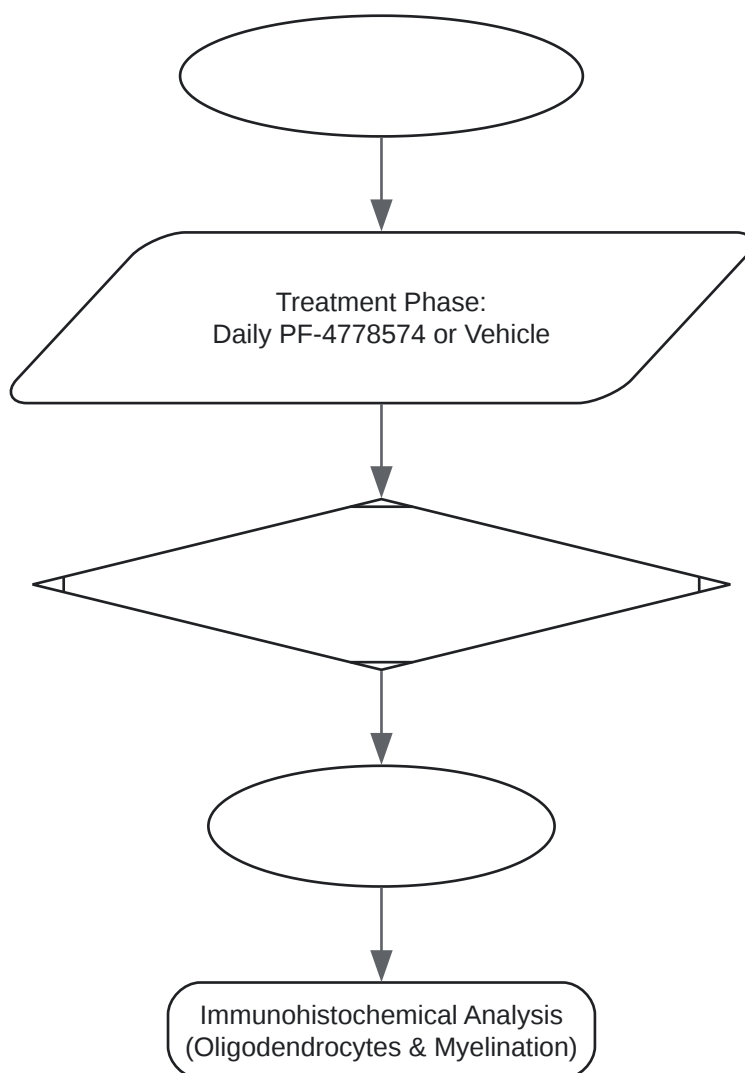 Treatment Phase:
Daily PF-4778574 or Vehicle
Immunohistochemical Analysis
(Oligodendrocytes & Myelination)